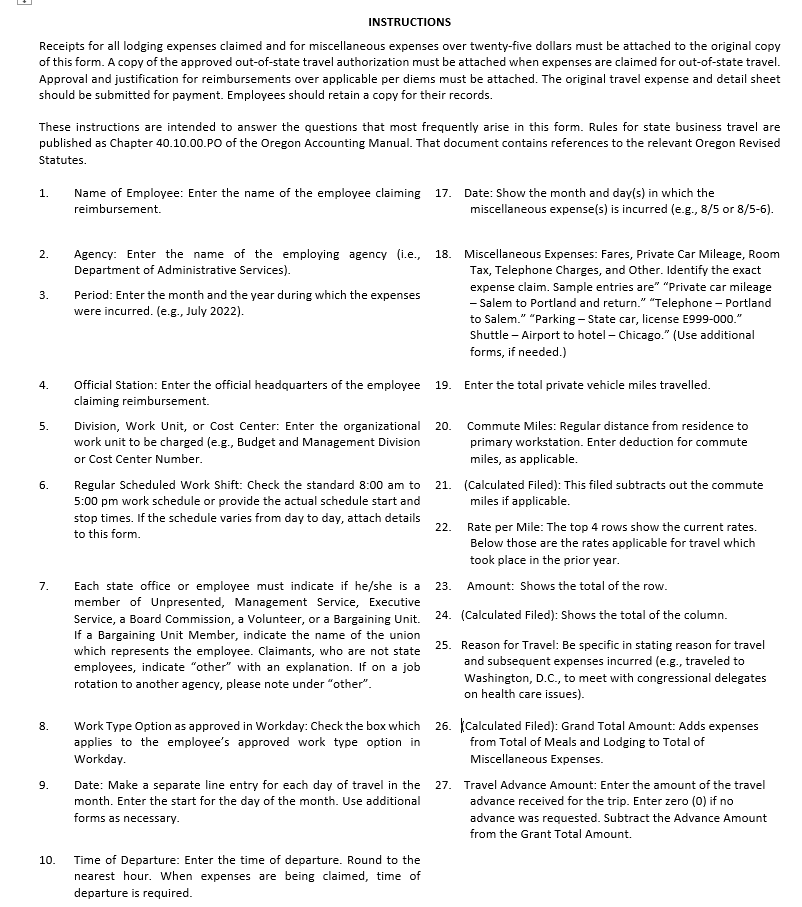 INSTRUCTIONS
Receipts for all lodging expenses claimed and for miscellaneous expenses over twenty-five dollars must be attached to the original copy
of this form. A copy of the approved out-of-state travel authorization must be attached when expenses are claimed for out-of-state travel.
Approval and justification for reimbursements over applicable per diems must be attached. The original travel expense and detail sheet
should be submitted for payment. Employees should retain a copy for their records.
These instructions are intended to answer the questions that most frequently arise in this form. Rules for state business travel are
published as Chapter 40.10.00.PO of the Oregon Accounting Manual. That document contains references to the relevant Oregon Revised
Statutes.
1. Name of Employee: Enter the name of the employee claiming
reimbursement.
2. Agency: Enter the name of the employing agency (i.e.,
Department of Administrative Services).
3. Period: Enter the month and the year during which the expenses
were incurred. (e.g., July 2022).
4. Official Station: Enter the official headquarters of the employee
claiming reimbursement.
5. Division, Work Unit, or Cost Center: Enter the organizational
work unit to be charged (e.g., Budget and Management Division
or Cost Center Number.
6. Regular Scheduled Work Shift: Check the standard 8:00 am to
5:00 pm work schedule or provide the actual schedule start and
stop times. If the schedule varies from day to day, attach details
to this form.
7. Each state office or employee must indicate if he/she is a
member of Unpresented, Management Service, Executive
Service, a Board Commission, a Volunteer, or a Bargaining Unit.
If a Bargaining Unit Member, indicate the name of the union
which represents the employee. Claimants, who are not state
employees, indicate “other” with an explanation. If on a job
rotation to another agency, please note under “other”.
8. Work Type Option as approved in Workday: Check the box which
applies to the employee’s approved work type option in
Workday.
9. Date: Make a separate line entry for each day of travel in the
month. Enter the start for the day of the month. Use additional
forms as necessary.
10. Time of Departure: Enter the time of departure. Round to the
nearest hour. When expenses are being claimed, time of
departure is required.
17. Date: Show the month and day(s) in which the
miscellaneous expense(s) is incurred (e.g., 8/5 or 8/5-6).
18. Miscellaneous Expenses: Fares, Private Car Mileage, Room
Tax, Telephone Charges, and Other. Identify the exact
expense claim. Sample entries are” “Private car mileage
– Salem to Portland and return.” “Telephone – Portland
to Salem.” “Parking – State car, license E999-000.”
Shuttle – Airport to hotel – Chicago.” (Use additional
forms, if needed.)
19. Enter the total private vehicle miles travelled.
20. Commute Miles: Regular distance from residence to
primary workstation. Enter deduction for commute
miles, as applicable.
21. (Calculated Filed): This filed subtracts out the commute
miles if applicable.
22. Rate per Mile: The top 4 rows show the current rates.
Below those are the rates applicable for travel which
took place in the prior year.
23. Amount: Shows the total of the row.
24. (Calculated Filed): Shows the total of the column.
25. Reason for Travel: Be specific in stating reason for travel
and subsequent expenses incurred (e.g., traveled to
Washington, D.C., to meet with congressional delegates
on health care issues).
26. (Calculated Filed): Grand Total Amount: Adds expenses
from Total of Meals and Lodging to Total of
Miscellaneous Expenses.
27. Travel Advance Amount: Enter the amount of the travel
advance received for the trip. Enter zero (0) if no
advance was requested. Subtract the Advance Amount
from the Grant Total Amount.